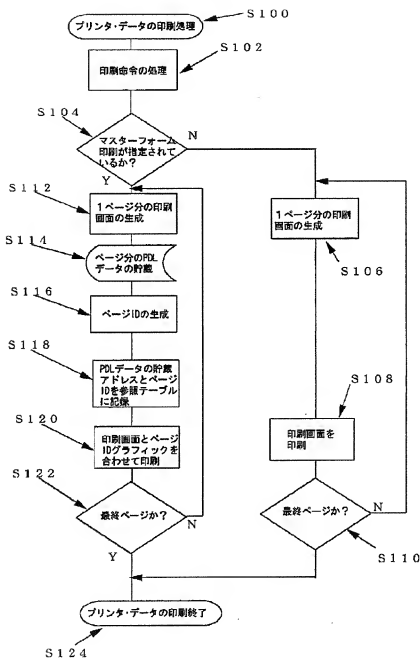 S100
プリンタ・データの印刷処理
S102
印刷命令の処理
S104
マスターフォーム
印刷が指定されて
いるか?
N
Y
S112
1ページ分の印刷
画面の生成
1ページ分の印刷
画面の生成
S106
S114
ページ分のPDL
データの貯蔵
S116
ページIDの生成
S118
PDLデータの貯蔵
アドレスとページ
IDを参照テーブル
に記録
S108
印刷画面を
印刷
S120
印刷画面とページ
IDグラフィックを
合わせて印刷
S122
最終ページか?
N
Y
最終ページか?
N
Y
S110
プリンタ・データの印刷終了
S124